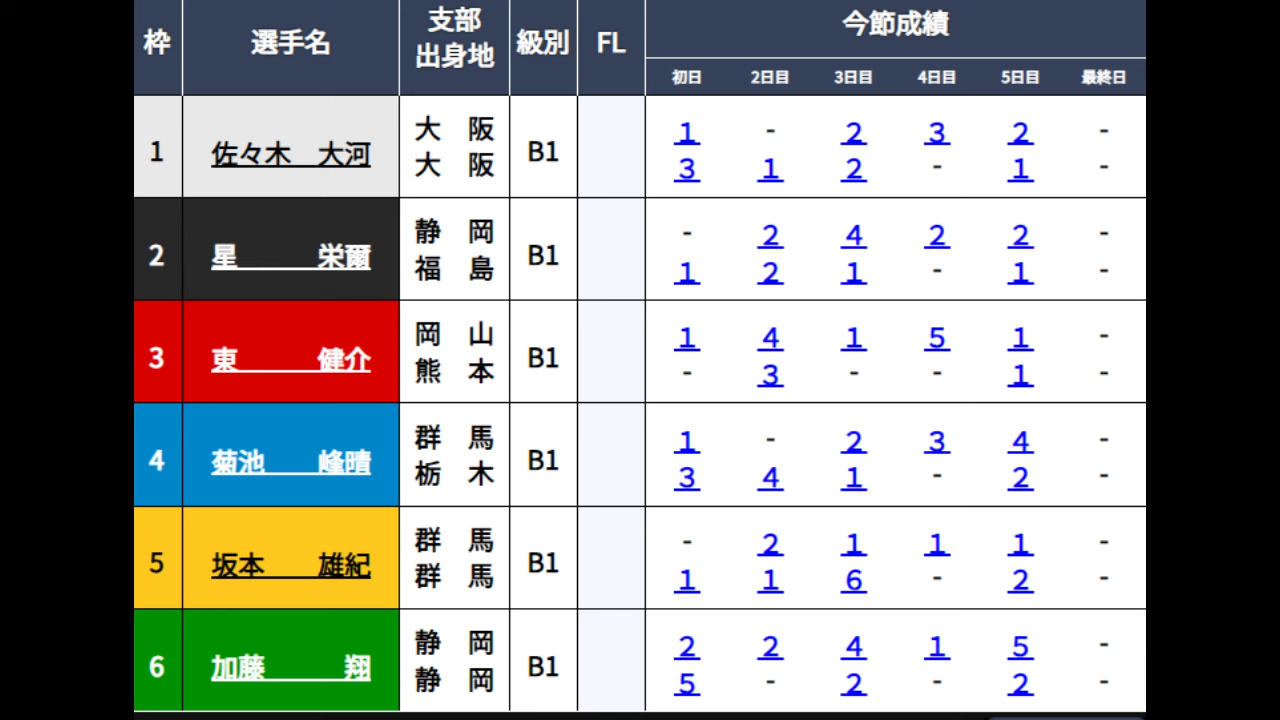 枠 選手名 支部 出身地 級別 FL 今節成績
初日 2日目 3日目 4日目 5日目 最終日
1 佐々木 大河 大 阪 B1 1 - 2 3 2 -
大 阪 3 1 2 - 1 -
2 星 栄爾 静 岡 B1 - 2 4 2 2 -
福 島 1 2 1 - 1 -
3 東 健介 岡 山 B1 1 4 1 5 1 -
熊 本 - 3 - - 1 -
4 菊池 峰晴 群 馬 B1 1 - 2 3 4 -
栃 木 3 4 1 - 2 -
5 坂本 雄紀 群 馬 B1 - 2 1 1 1 -
群 馬 1 1 6 - 2 -
6 加藤 翔 静 岡 B1 2 2 4 1 5 -
静 岡 5 - 2 - 2 -